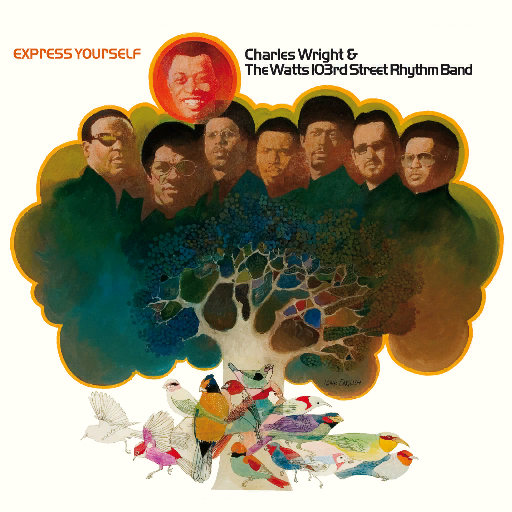 EXPRESS YOURSELF
Charles Wright &
The Watts 103rd Street Rhythm Band